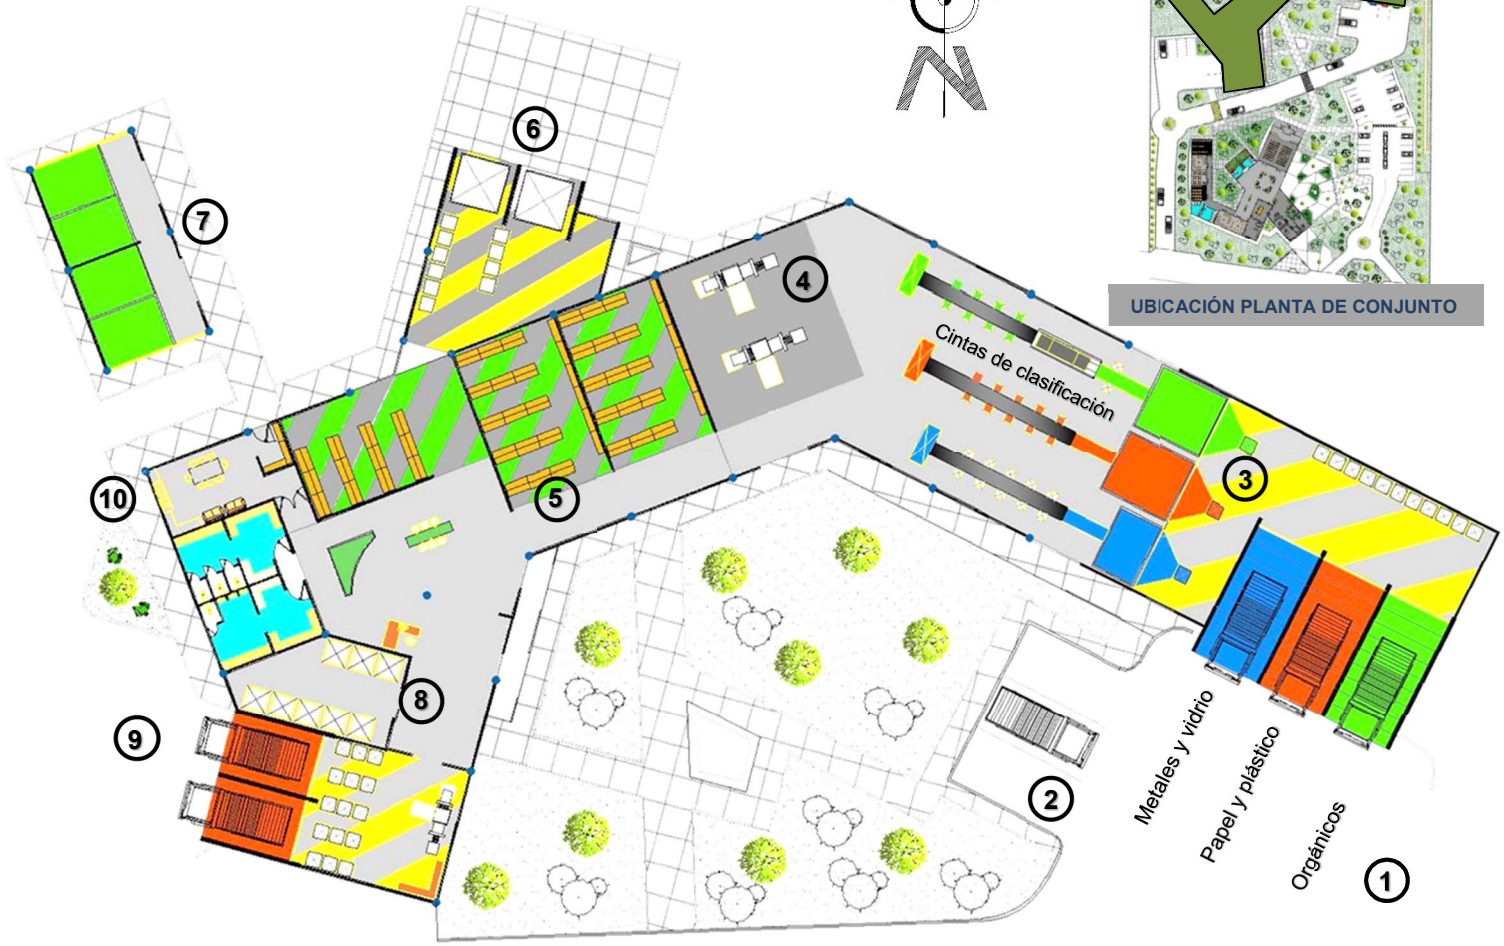 N
6
7
4
UBICACIÓN PLANTA DE CONJUNTO
Cintas de clasificación
3
10
5
8
9
2
Metales y vidrio
Papel y plástico
Orgánicos
1